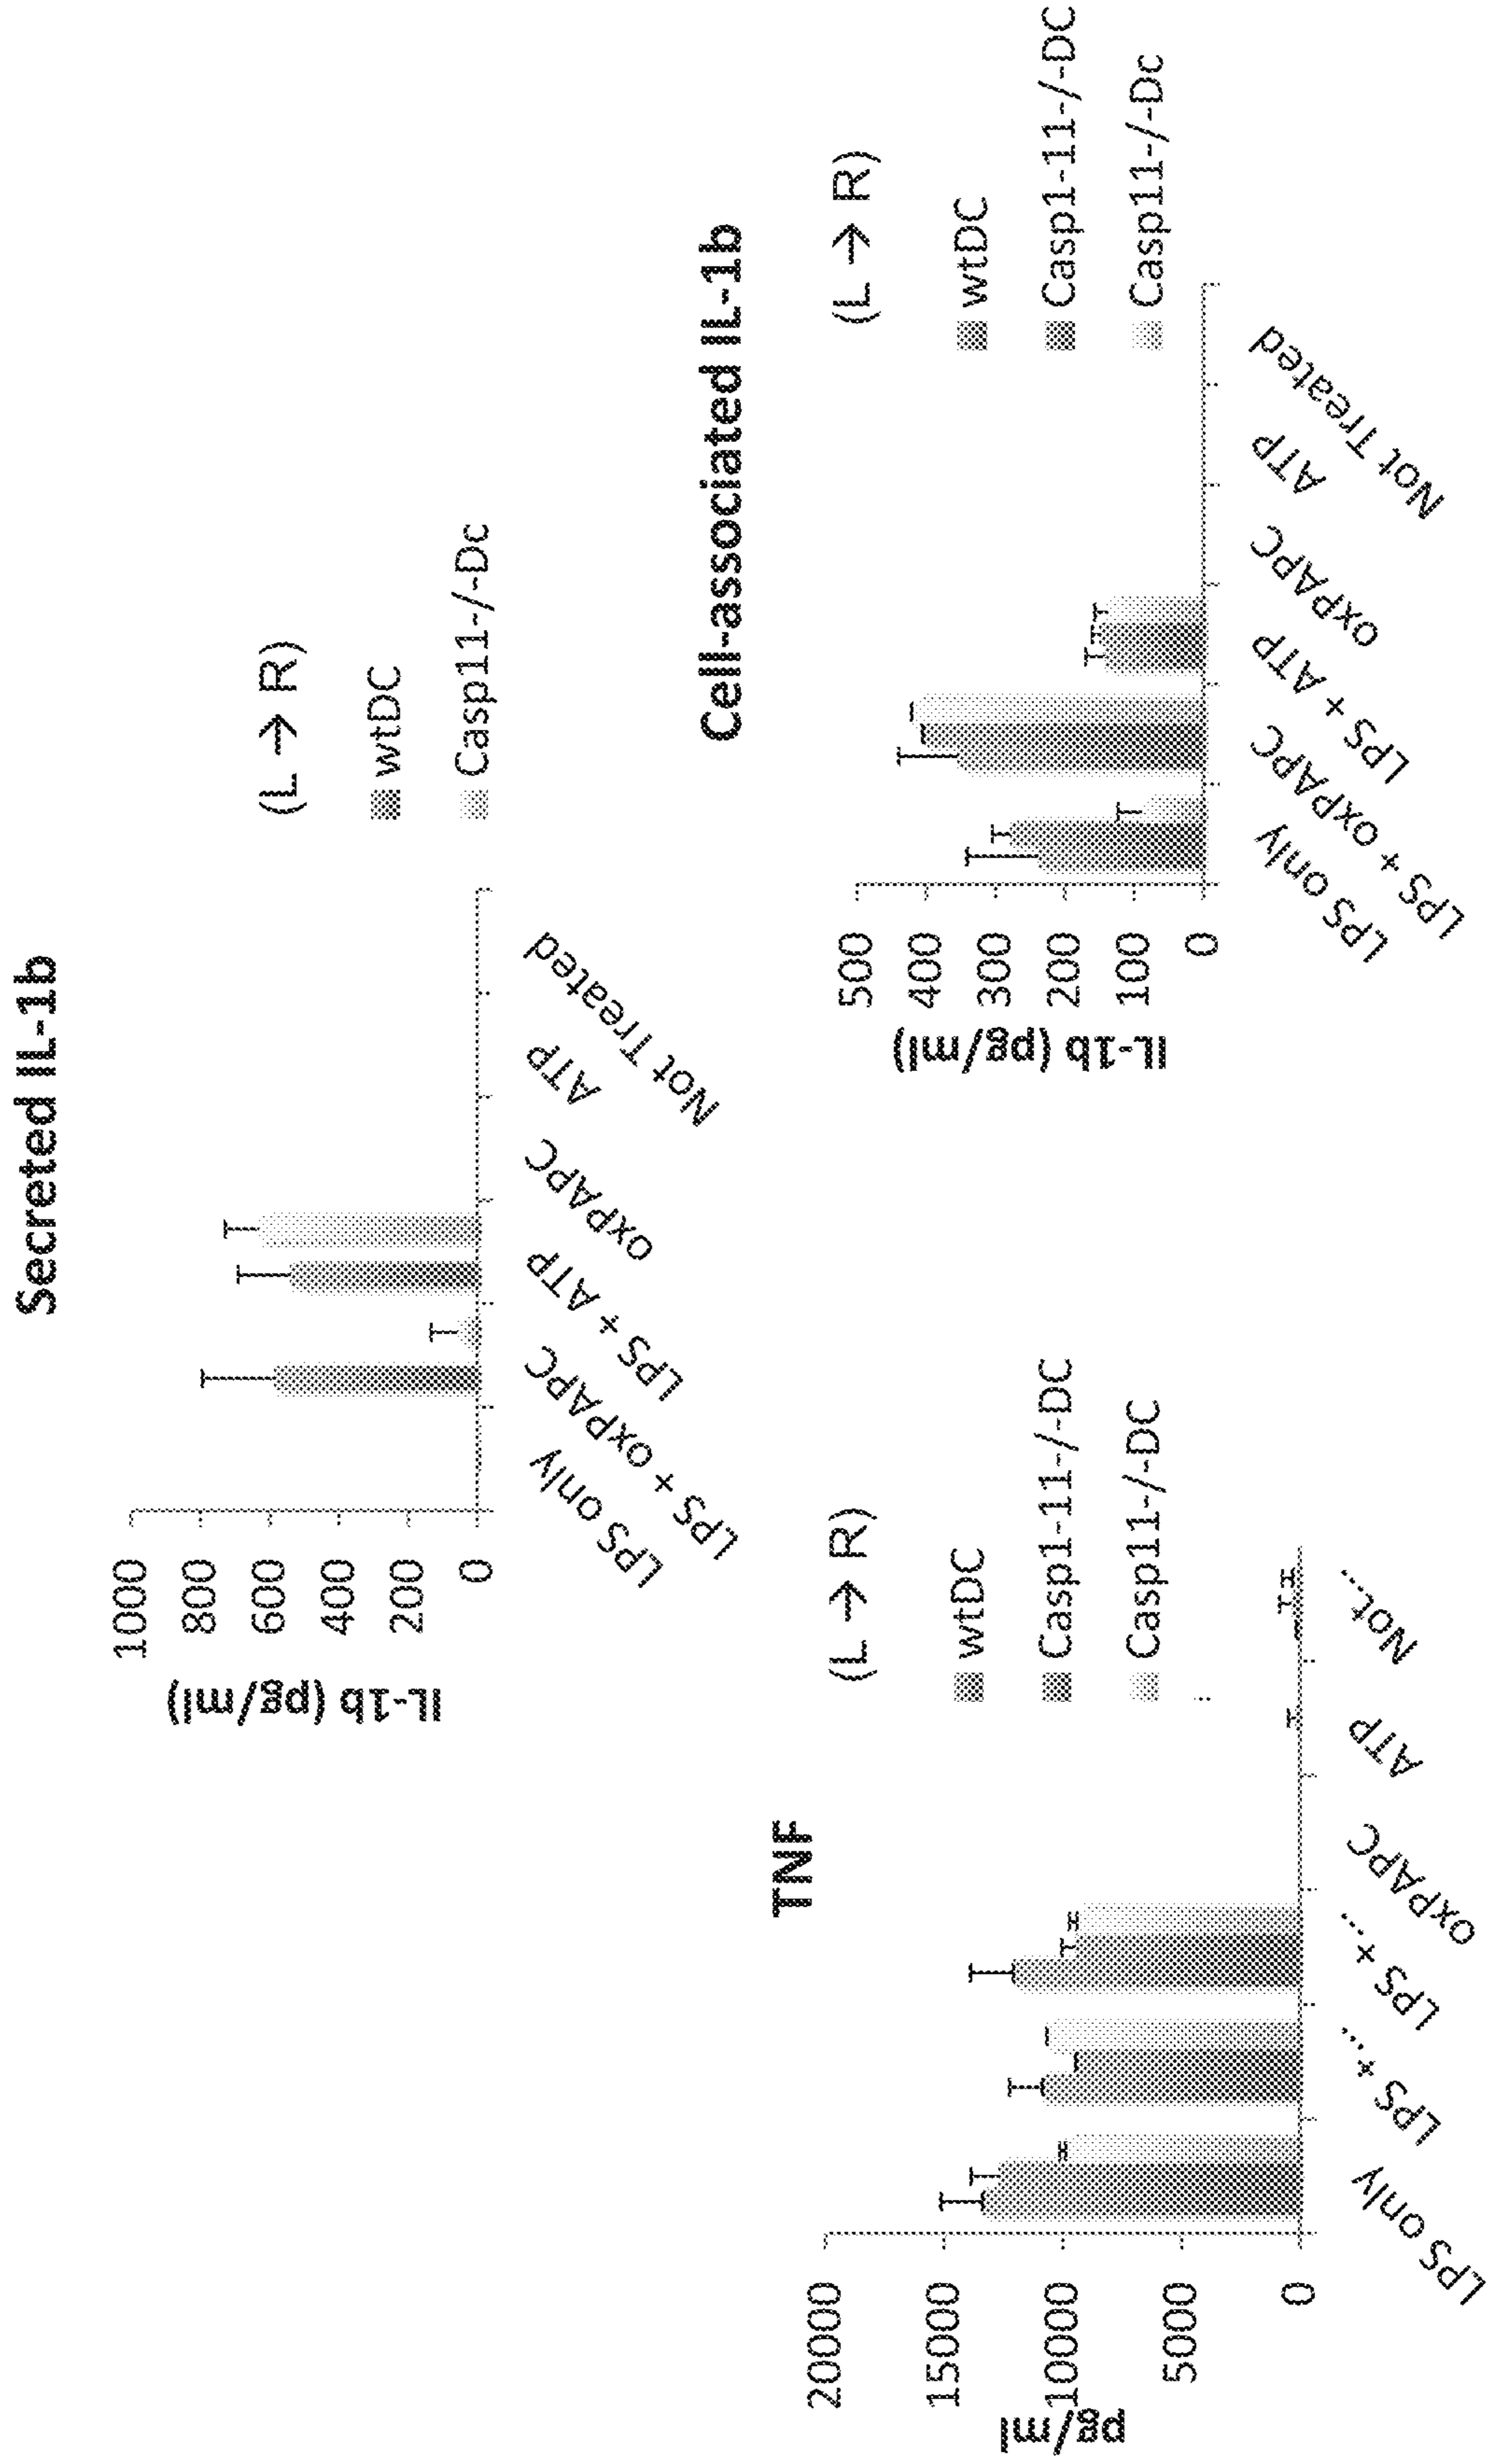 Secreted IL-1b
IL-1b (pg/ml)
1000
800
600
400
200
0
LPS only
LPS + oxPAPC
LPS + ATP
oxPAPC
ATP
Not Treated
(L → R)
wtDC
Casp11-/-Dc
TNF
pg/ml
20000
15000
10000
5000
0
LPS only
LPS +...
LPS +...
oxPAPC
ATP
Not...
(L → R)
wtDC
Casp1-11-/-DC
Casp11-/-DC
Cell-associated IL-1b
IL-1b (pg/ml)
500
400
300
200
100
0
LPS only
LPS + oxPAPC
LPS + ATP
oxPAPC
ATP
Not Treated
(L → R)
wtDC
Casp1-11-/-DC
Casp11-/-Dc